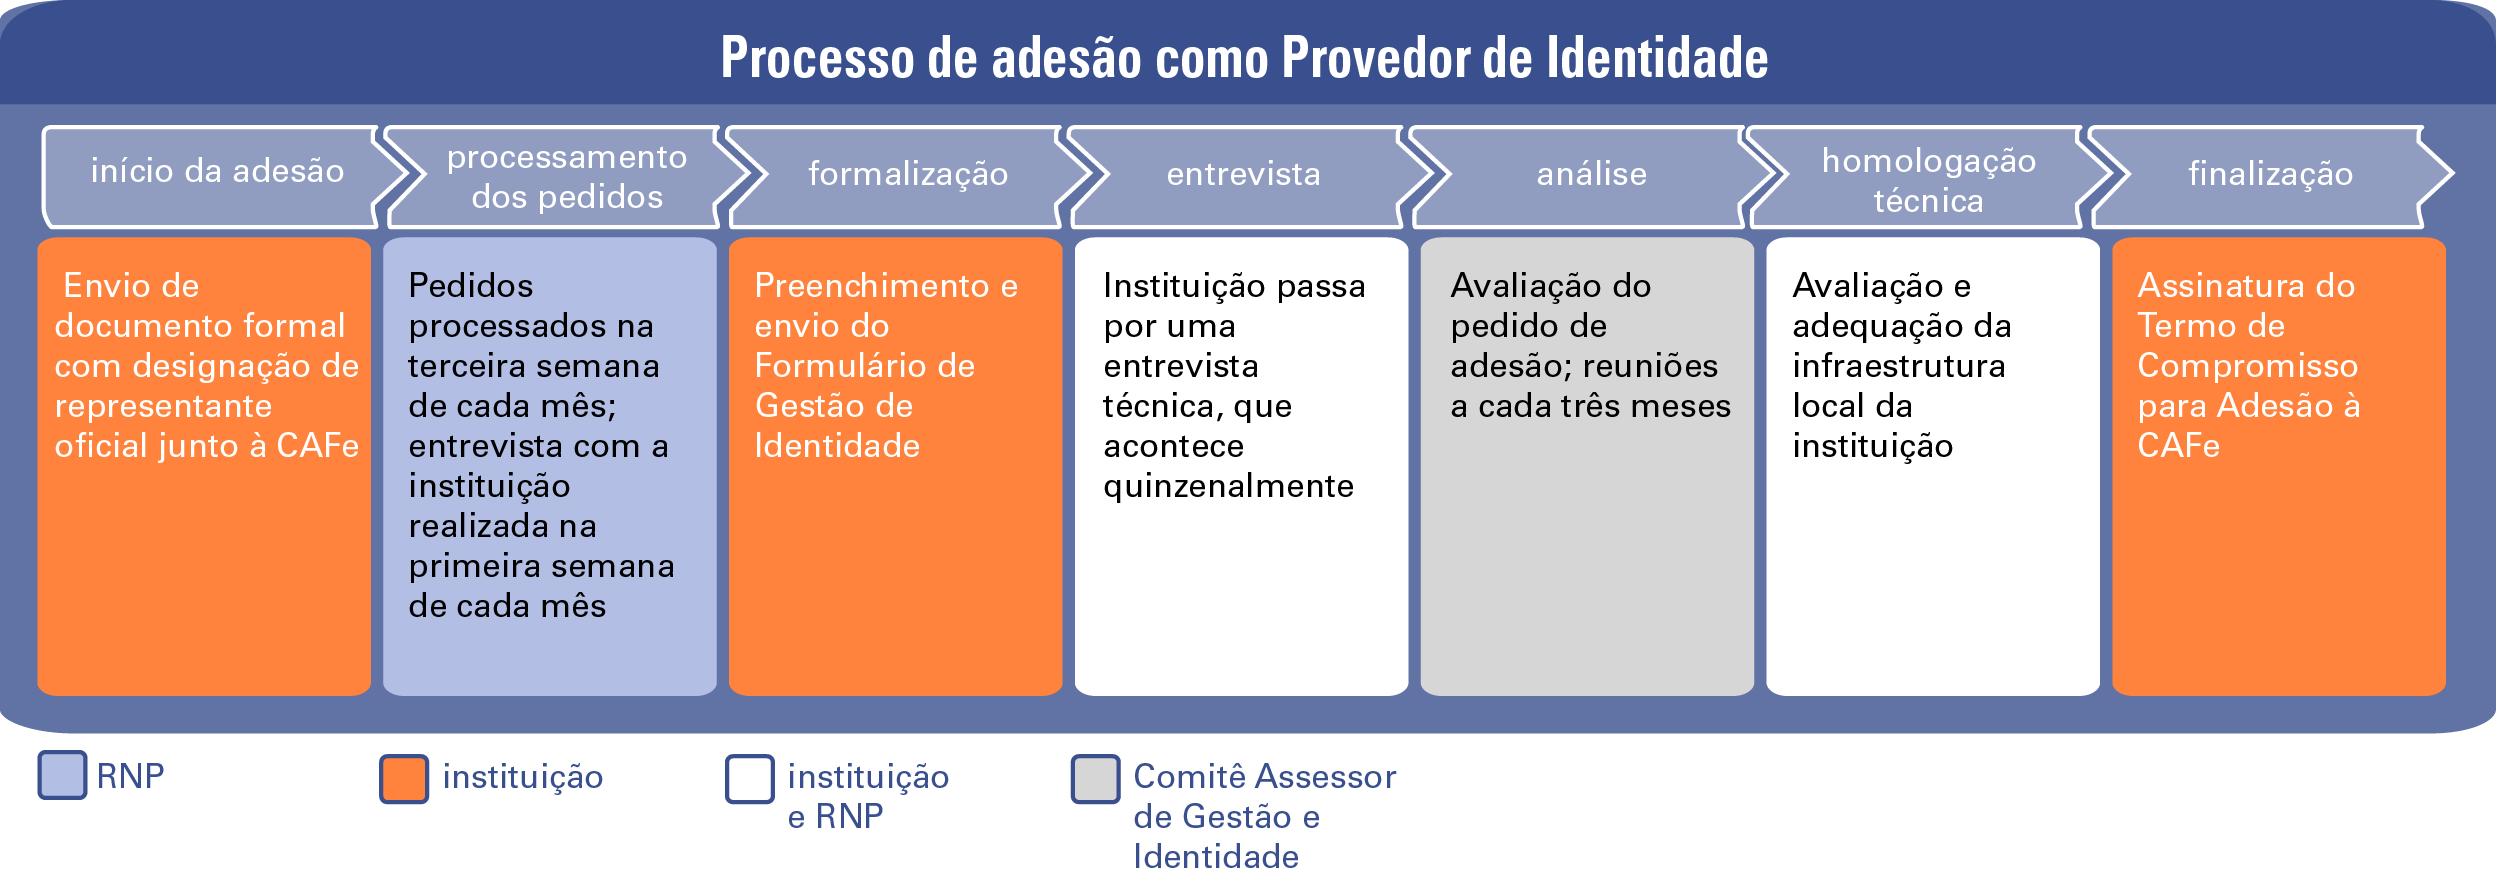 Processo de adesão como Provedor de Identidade
início da adesão
processamento
dos pedidos
formalização
entrevista
análise
homologação
técnica
finalização
Envio de
documento formal
com designação de
representante
oficial junto à CAFe
Pedidos
processados na
terceira semana
de cada mês;
entrevista com a
instituição
realizada na
primeira semana
de cada mês
Preenchimento e
envio do
Formulário de
Gestão de
Identidade
Instituição passa
por uma
entrevista
técnica, que
acontece
quinzenalmente
Avaliação do
pedido de
adesão; reuniões
a cada três meses
Avaliação e
adequação da
infraestrutura
local da
instituição
Assinatura do
Termo de
Compromisso
para Adesão à
CAFe
RNP
instituição
instituição
e RNP
Comitê Assessor
de Gestão e
Identidade